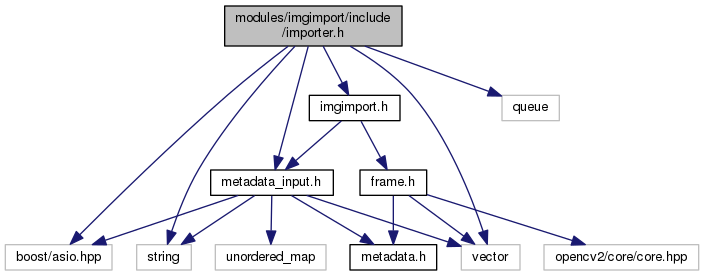 modules/imgimport/include
/importer.h
imgimport.h
queue
metadata_input.h
frame.h
boost/asio.hpp
string
unordered_map
metadata.h
vector
opencv2/core/core.hpp